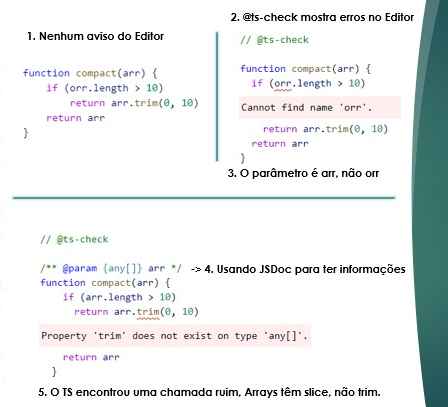 1. Nenhum aviso do Editor
function compact(arr) {
if (orr.length > 10)
return arr.trim(0, 10)
return arr
}
2. @ts-check mostra erros no Editor
// @ts-check
function compact(arr) {
if (orr.length > 10)
Cannot find name 'orr'.
return arr.trim(0, 10)
return arr
}
3. O parâmetro é arr, não orr
// @ts-check
/** @param {any[]} arr */ -> 4. Usando JSDoc para ter informações
function compact(arr) {
if (arr.length > 10)
return arr.trim(0, 10)
Property 'trim' does not exist on type 'any[]'.
return arr
}
5. O TS encontrou uma chamada ruim, Arrays têm slice, não trim.